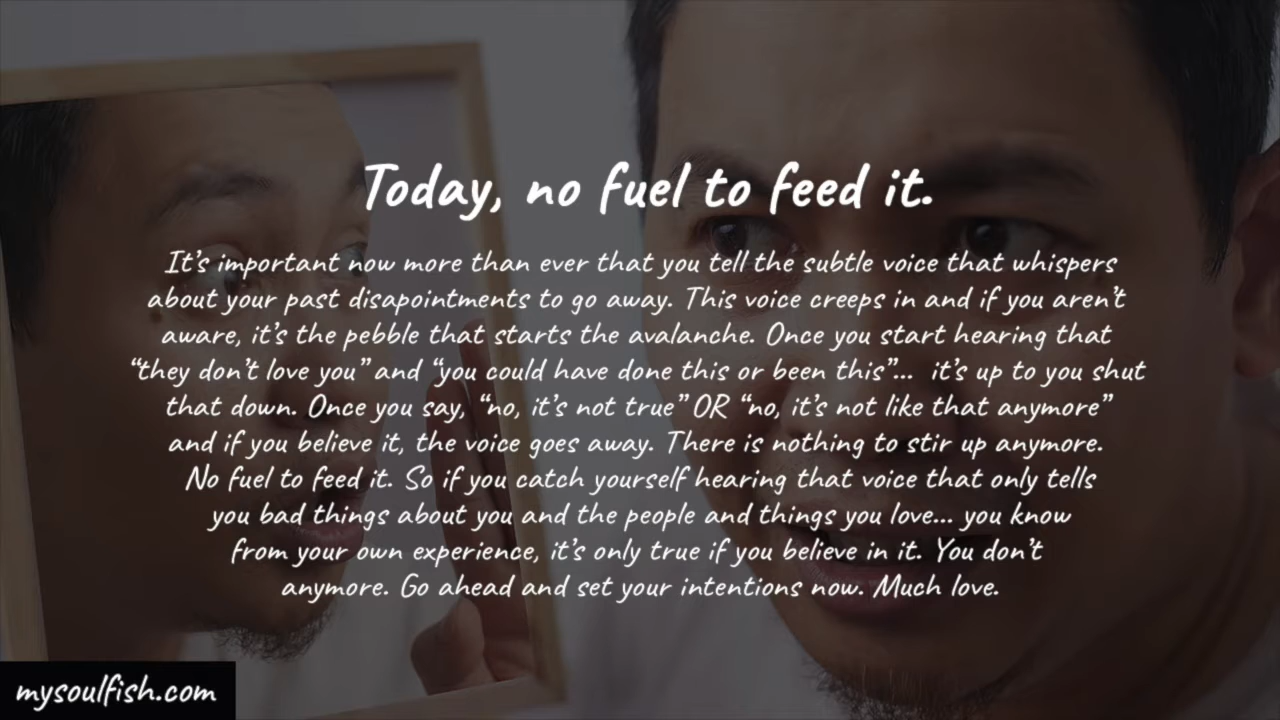 Today, no fuel to feed it.
It's important now more than ever that you tell the subtle voice that whispers
about your past disapointments to go away. This voice creeps in and if you aren't
aware, it's the pebble that starts the avalanche. Once you start hearing that
“they don't love you” and “you could have done this or been this”... it's up to you shut
that down. Once you say, “no, it's not true” OR “no, it's not like that anymore”
and if you believe it, the voice goes away. There is nothing to stir up anymore.
No fuel to feed it. So if you catch yourself hearing that voice that only tells
you bad things about you and the people and things you love... you know
from your own experience, it's only true if you believe in it. You don't
anymore. Go ahead and set your intentions now. Much love.
mysoulfish.com